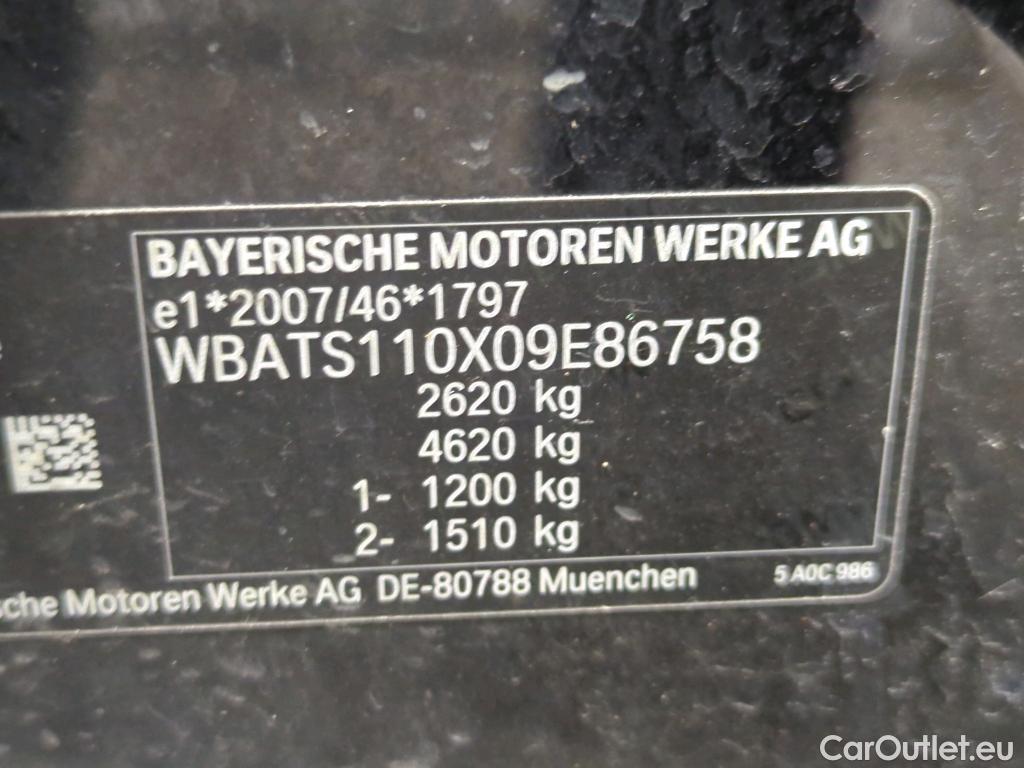 BAYERISCHE MOTOREN WERKE AG
e1*2007/46*1797
WBATS110X09E86758
2620 kg
4620 kg
1- 1200 kg
2- 1510 kg
sche Motoren Werke AG DE-80788 Muenchen
5 A0C 986
CarOutlet.eu